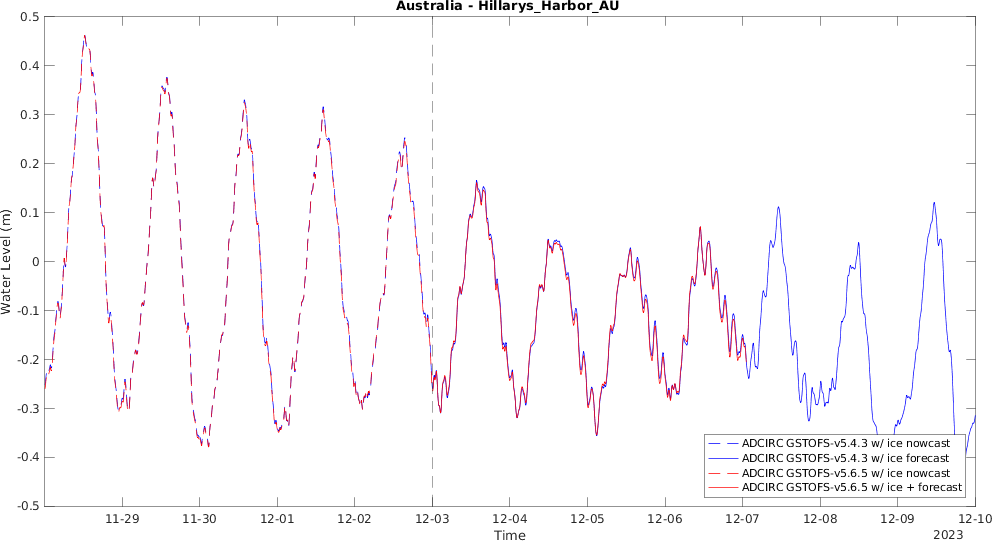 Australia - Hillarys_Harbor_AU
0.5
0.4
0.3
0.2
0.1
0
-0.1
-0.2
-0.3
-0.4
-0.5
Water Level (m)
ADCIRC GSTOFS-v5.4.3 w/ ice nowcast
ADCIRC GSTOFS-v5.4.3 w/ ice forecast
ADCIRC GSTOFS-v5.6.5 w/ ice nowcast
ADCIRC GSTOFS-v5.6.5 w/ ice + forecast
11-29 11-30 12-01 12-02 12-03 12-04 12-05 12-06 12-07 12-08 12-09 12-10
Time
2023